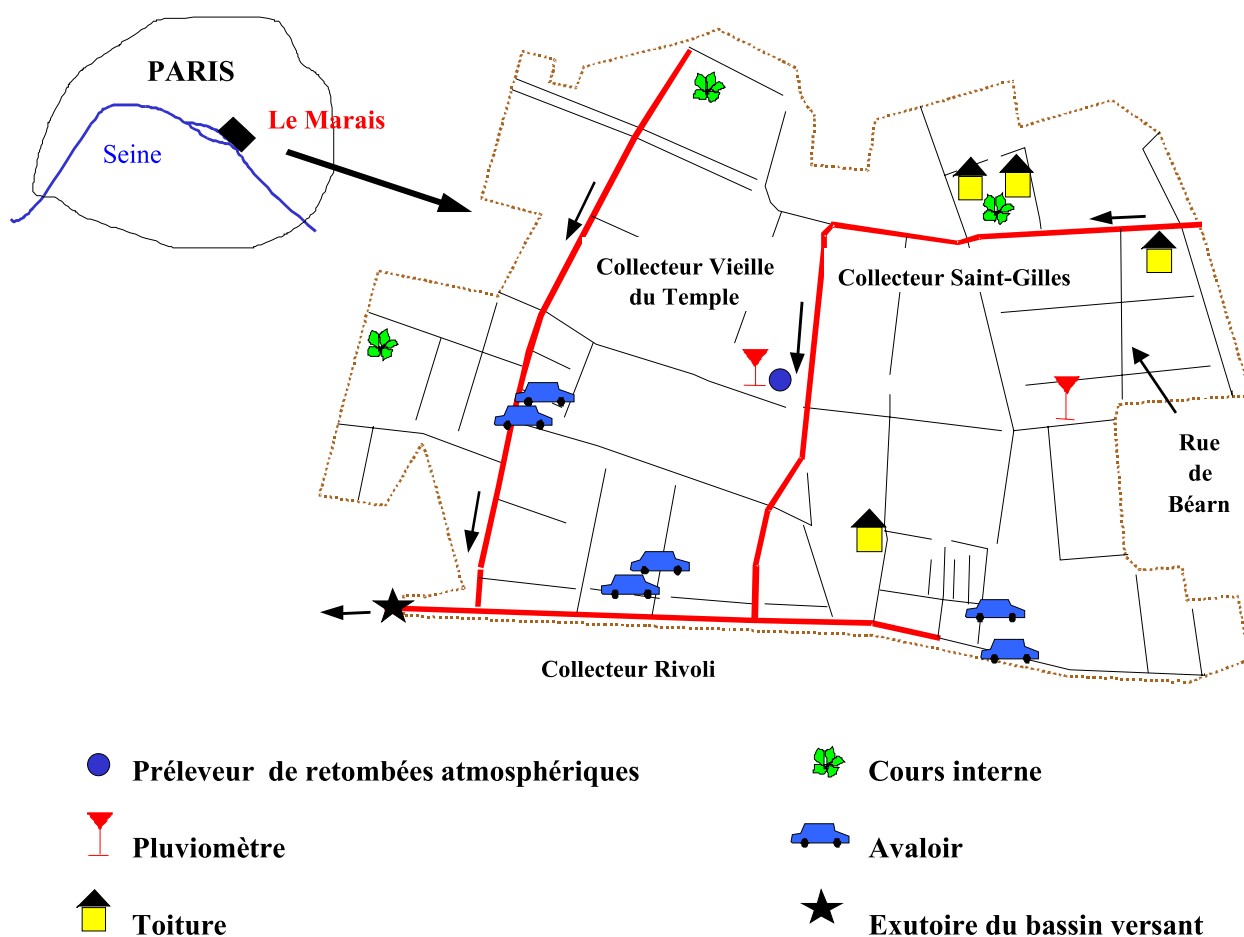 PARIS
Le Marais
Seine
Collecteur Vieille
du Temple
Collecteur Saint-Gilles
Rue
de
Béarn
Collecteur Rivoli
Préleveur de retombées atmosphériques
Cours interne
Pluviomètre
Avaloir
Toiture
Exutoire du bassin versant